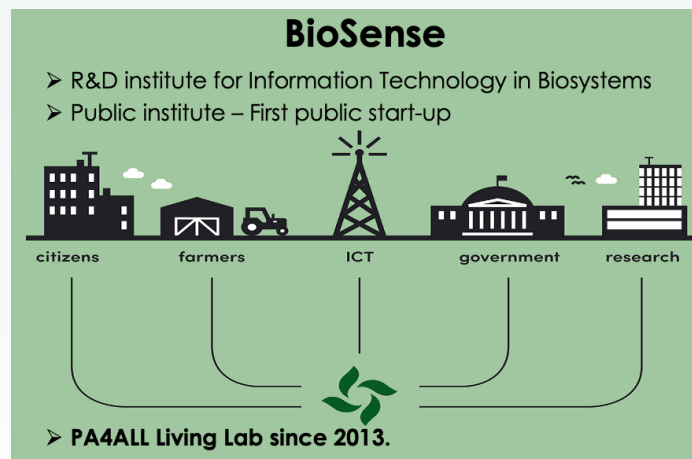 BioSense
➢ R&D institute for Information Technology in Biosystems
➢ Public institute – First public start-up
citizens farmers ICT government research
➢ PA4ALL Living Lab since 2013.